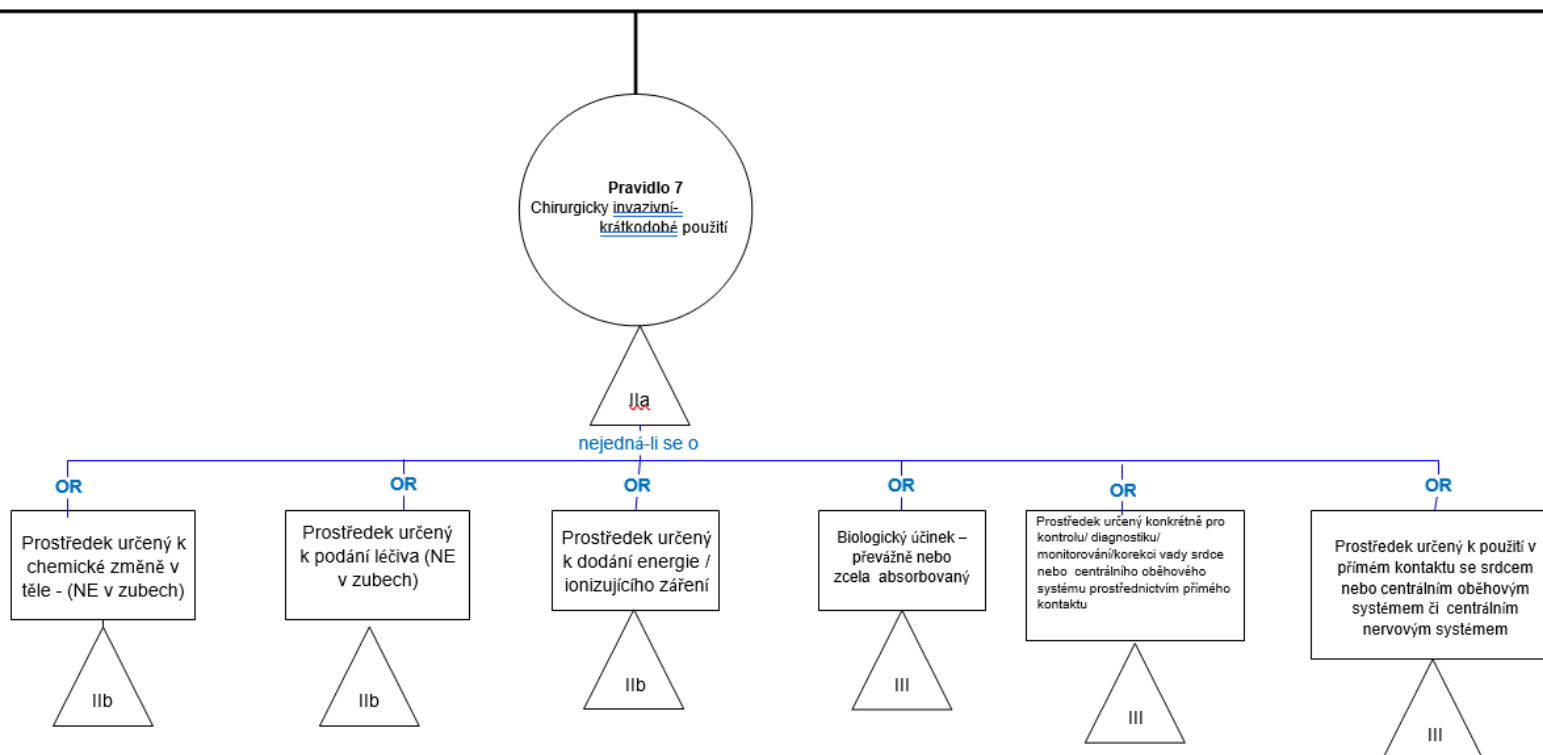 Pravidlo 7
Chirurgicky invazivní-
krátkodobé použití
IIa
nejedná-li se o
OR
OR
OR
OR
OR
OR
Prostředek určený k
chemické změně v
těle - (NE v zubech)
Prostředek určený
k podání léčiva (NE
v zubech)
Prostředek určený
k dodání energie /
ionizujícího záření
Biologický účinek –
převážně nebo
zcela absorbovaný
Prostředek určený konkrétně pro
kontrolu/ diagnostiku/
monitorování/korekci vady srdce
nebo centrálního oběhového
systému prostřednictvím přímého
kontaktu
Prostředek určený k použití v
přímém kontaktu se srdcem
nebo centrálním oběhovým
systémem či centrálním
nervovým systémem
IIb
IIb
IIb
III
III
III